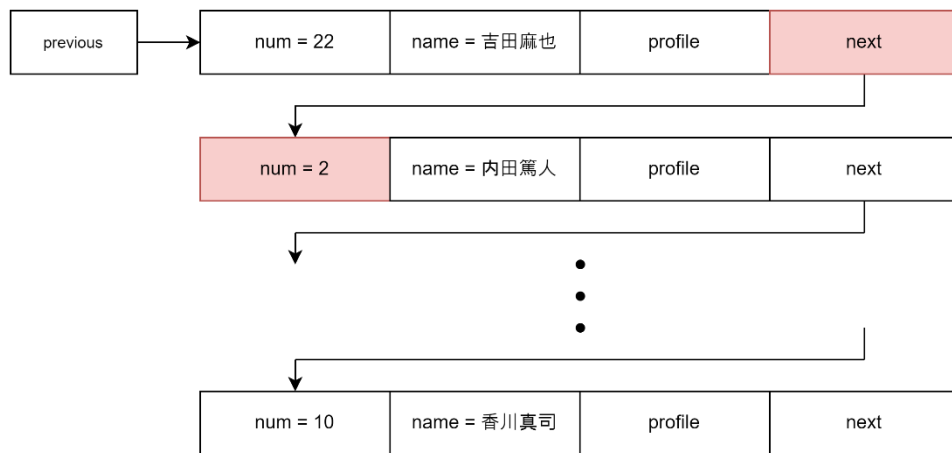 previous
num = 22 name = 吉田麻也 profile next
num = 2 name = 内田篤人 profile next
num = 10 name = 香川真司 profile next